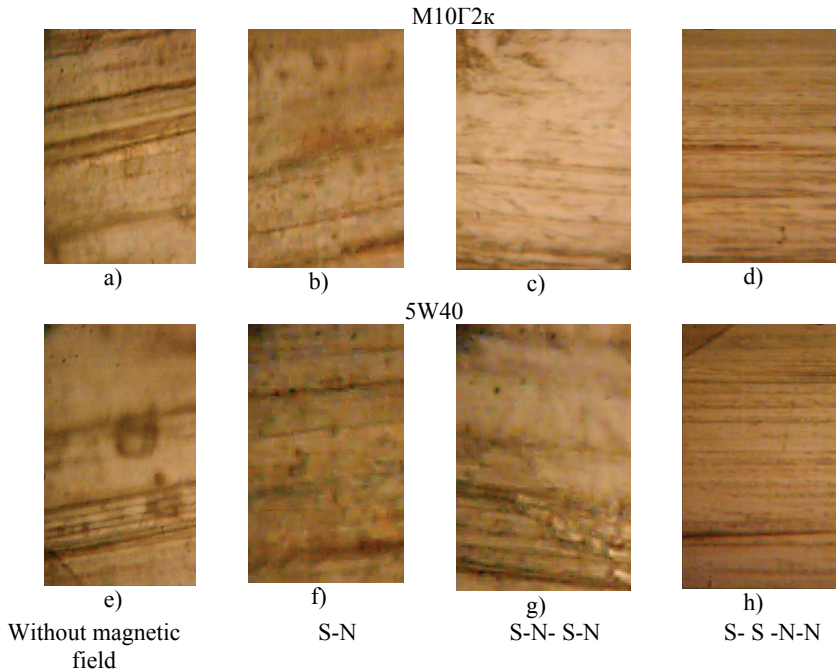 М10Г2к
a)
b)
c)
d)
5W40
e)
f)
g)
h)
Without magnetic
field
S-N
S-N- S-N
S- S -N-N